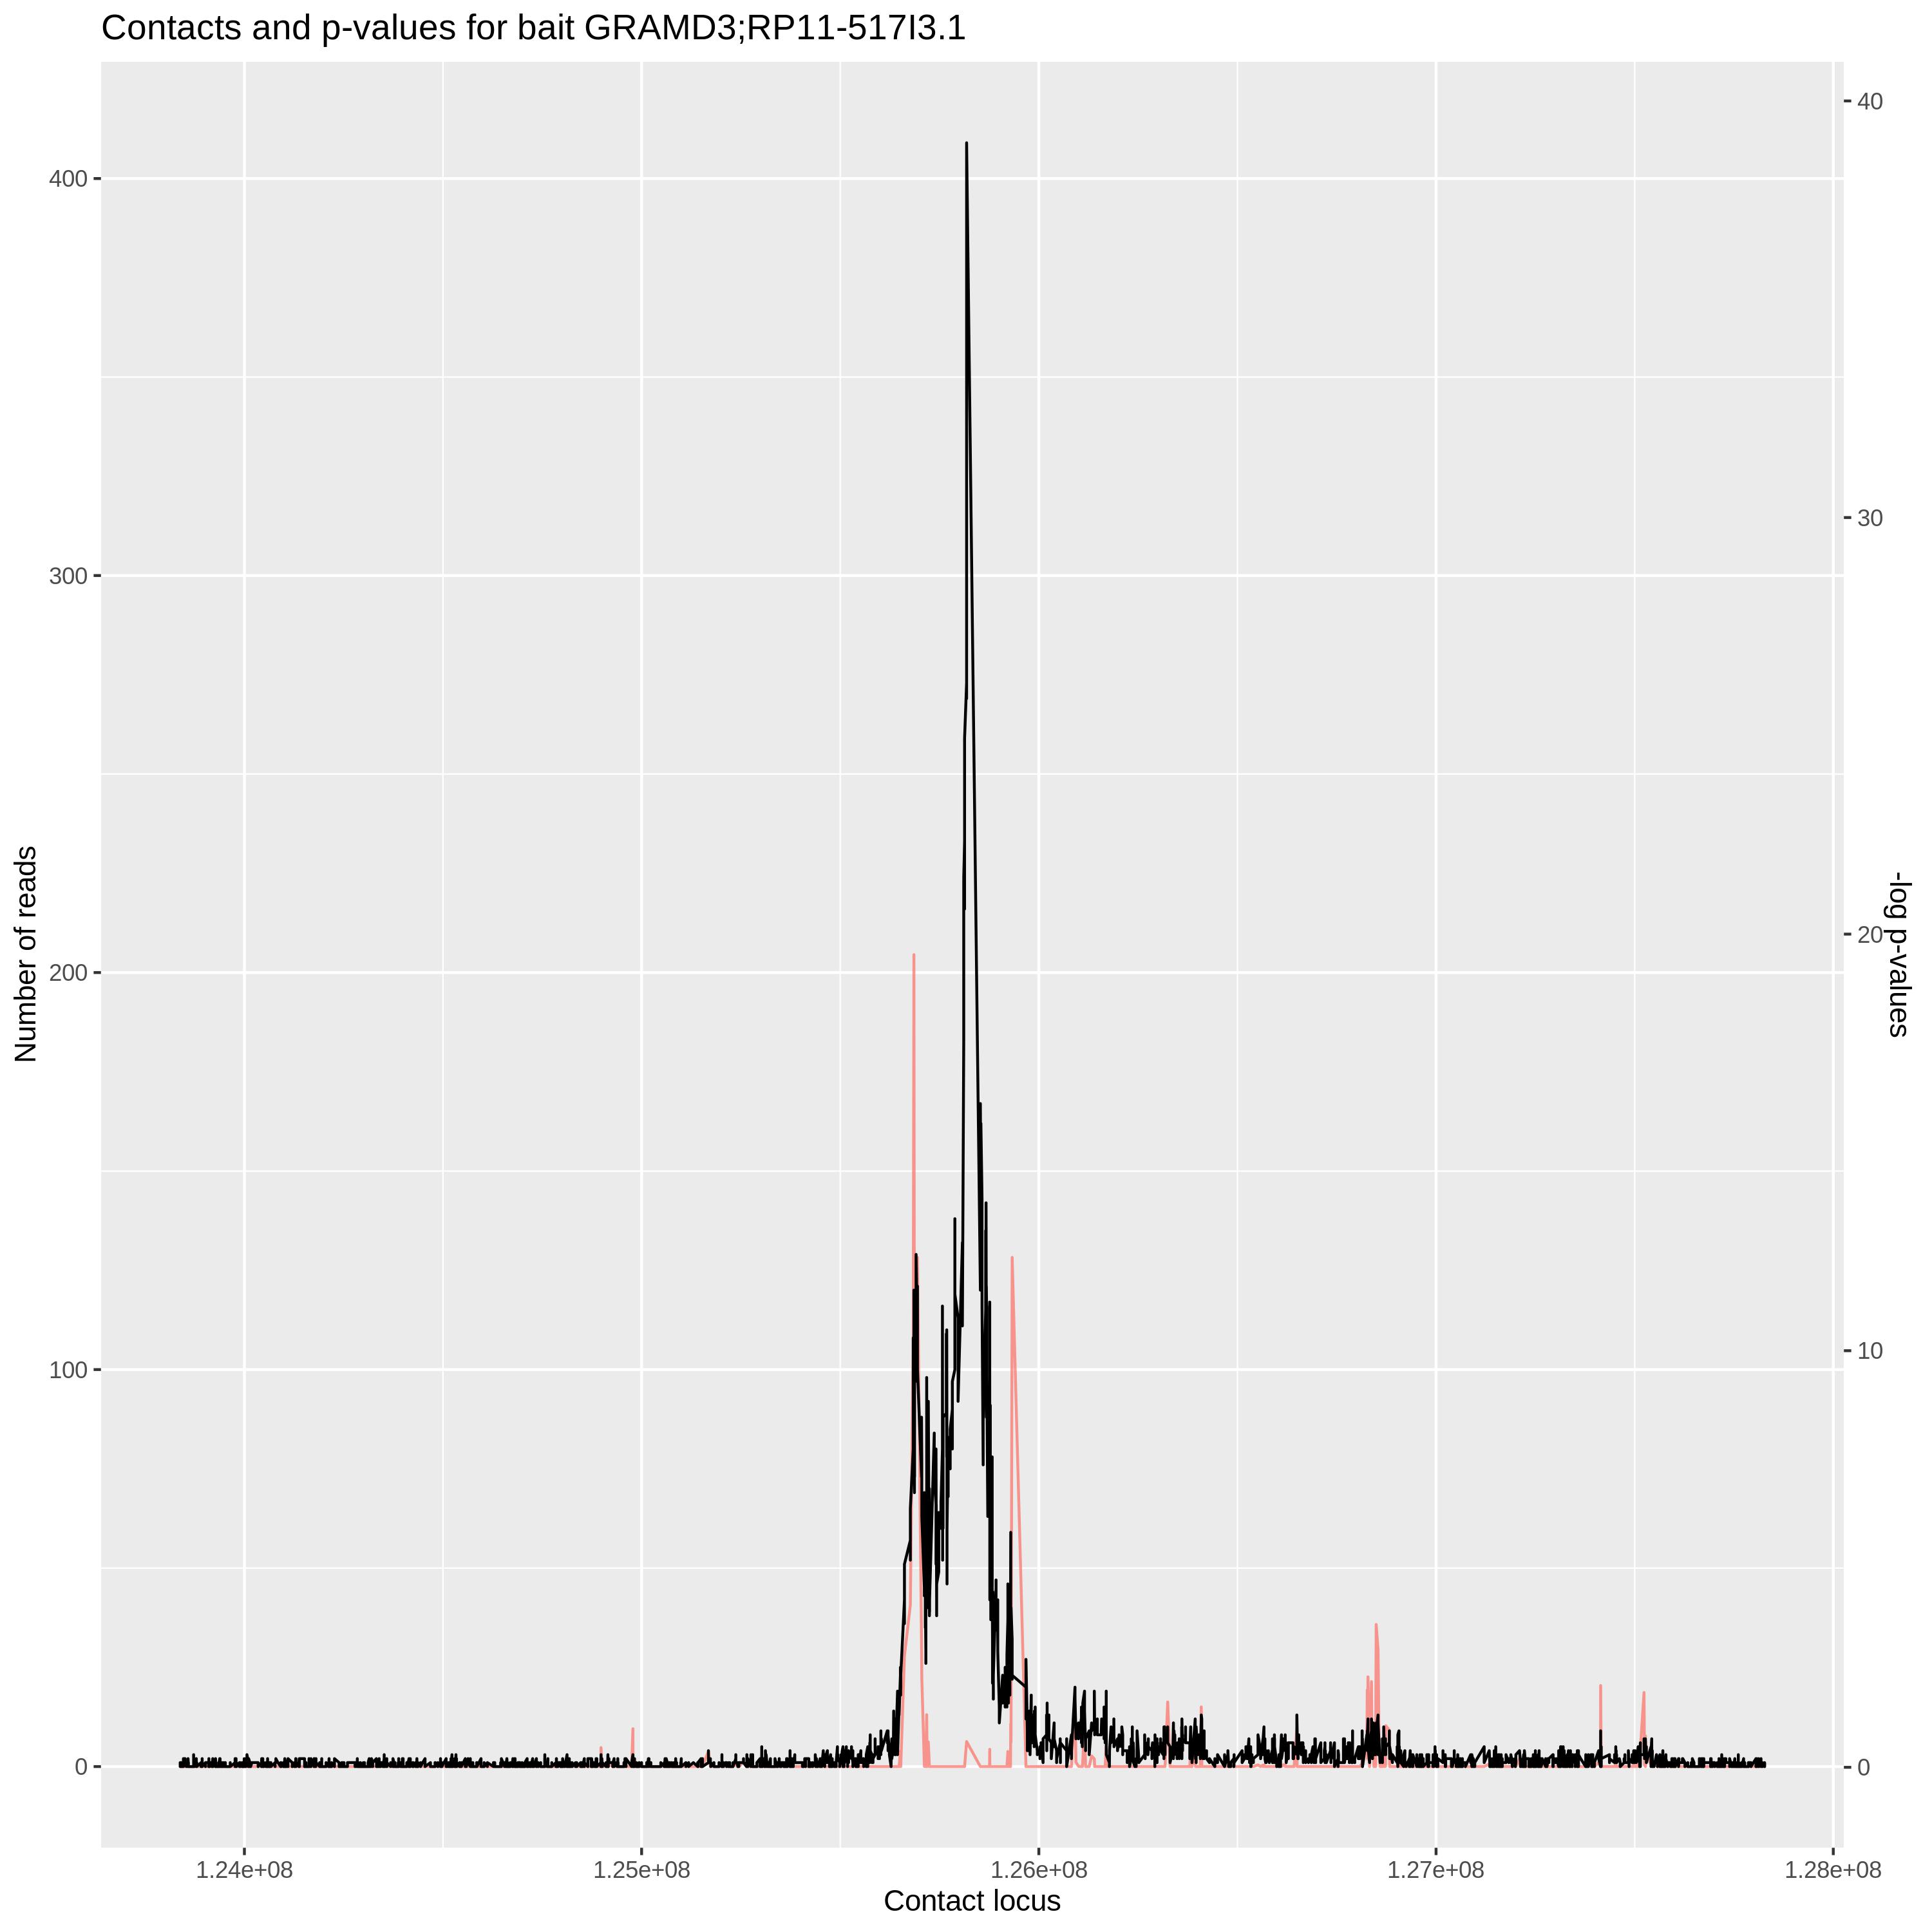 Contacts and p-values for bait GRAMD3;RP11-517I3.1
40
400
30
300
Number of reads
-log p-values
20
200
10
100
0
0
1.24e+08
1.25e+08
1.26e+08
1.27e+08
1.28e+08
Contact locus